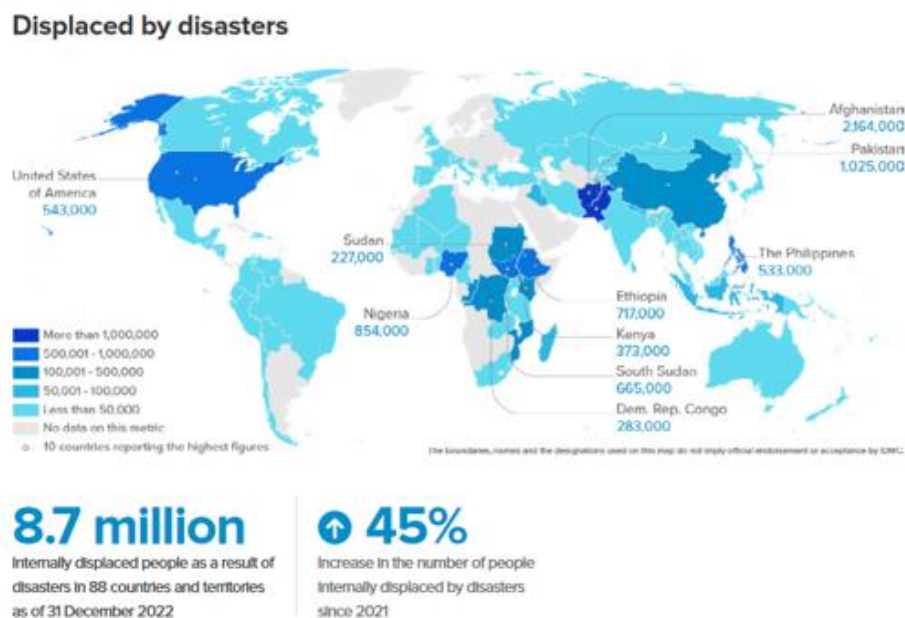 Displaced by disasters
Afghanistan
2,164,000
Pakistan
1,025,000
United States
of America
543,000
Sudan
227,000
The Philippines
533,000
Nigeria
854,000
Ethiopia
717,000
Kenya
373,000
South Sudan
665,000
Dem. Rep. Congo
283,000
More than 1,000,000
500,001 - 1,000,000
100,001 - 500,000
50,001 - 100,000
Less than 50,000
No data on this metric
10 countries reporting the highest figures
The boundaries, names and the designations used on this map do not imply official endorsement or acceptance by IDMC.
8.7 million
Internally displaced people as a result of
disasters in 88 countries and territories
as of 31 December 2022
45%
Increase in the number of people
internally displaced by disasters
since 2021